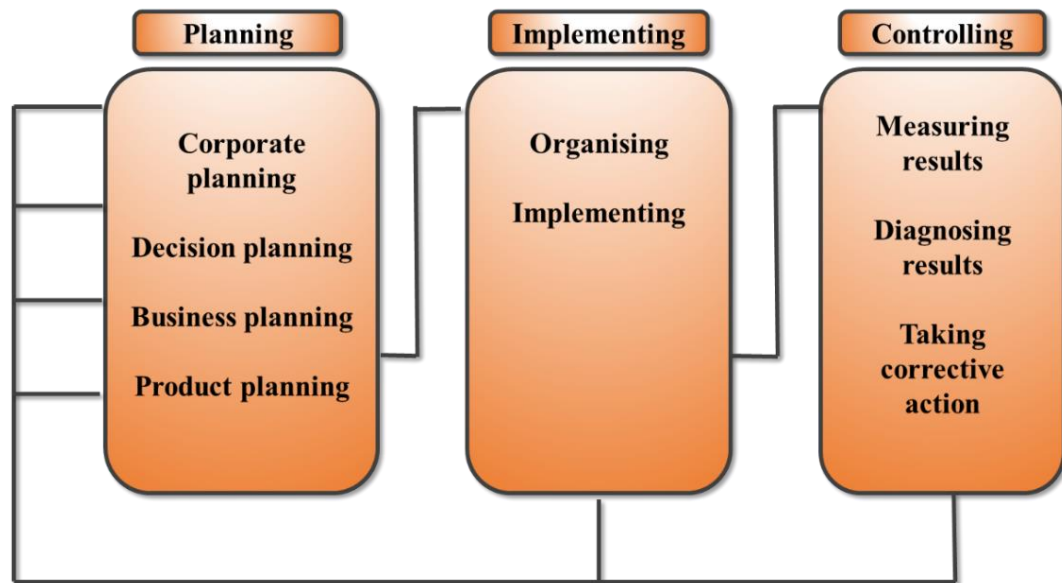 Planning
Corporate
planning
Decision planning
Business planning
Product planning
Implementing
Organising
Implementing
Controlling
Measuring
results
Diagnosing
results
Taking
corrective
action